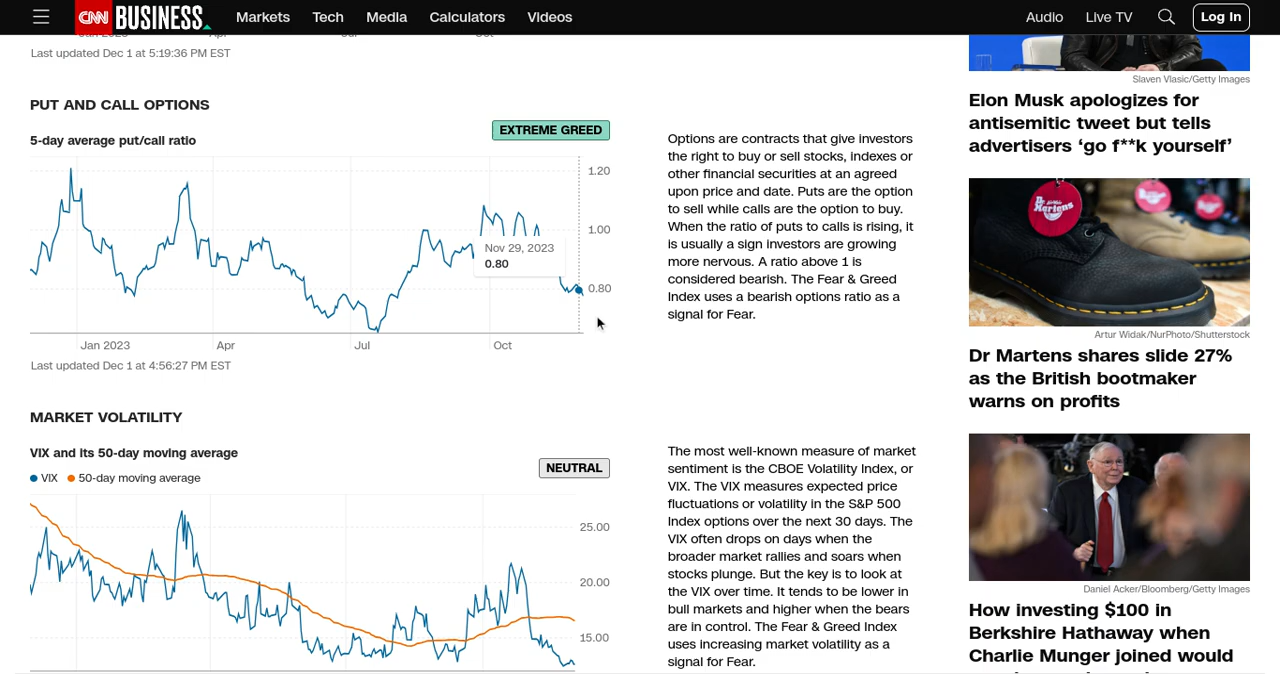 CNN BUSINESS
Markets
Tech
Media
Calculators
Videos
Audio
Live TV
Log In
Last updated Dec 1 at 5:19:36 PM EST
PUT AND CALL OPTIONS
5-day average put/call ratio
EXTREME GREED
1.20
1.00
0.80
Nov 29, 2023
0.80
Jan 2023
Apr
Jul
Oct
Last updated Dec 1 at 4:56:27 PM EST
Options are contracts that give investors
the right to buy or sell stocks, indexes or
other financial securities at an agreed
upon price and date. Puts are the option
to sell while calls are the option to buy.
When the ratio of puts to calls is rising, it
is usually a sign investors are growing
more nervous. A ratio above 1 is
considered bearish. The Fear & Greed
Index uses a bearish options ratio as a
signal for Fear.
MARKET VOLATILITY
VIX and its 50-day moving average
NEUTRAL
VIX
50-day moving average
25.00
20.00
15.00
The most well-known measure of market
sentiment is the CBOE Volatility Index, or
VIX. The VIX measures expected price
fluctuations or volatility in the S&P 500
Index options over the next 30 days. The
VIX often drops on days when the
broader market rallies and soars when
stocks plunge. But the key is to look at
the VIX over time. It tends to be lower in
bull markets and higher when the bears
are in control. The Fear & Greed Index
uses increasing market volatility as a
signal for Fear.
Slaven Vlasic/Getty Images
Elon Musk apologizes for
antisemitic tweet but tells
advertisers ‘go f**k yourself’
Dr.
Martens
Artur Widak/NurPhoto/Shutterstock
Dr Martens shares slide 27%
as the British bootmaker
warns on profits
Daniel Acker/Bloomberg/Getty Images
How investing $100 in
Berkshire Hathaway when
Charlie Munger joined would